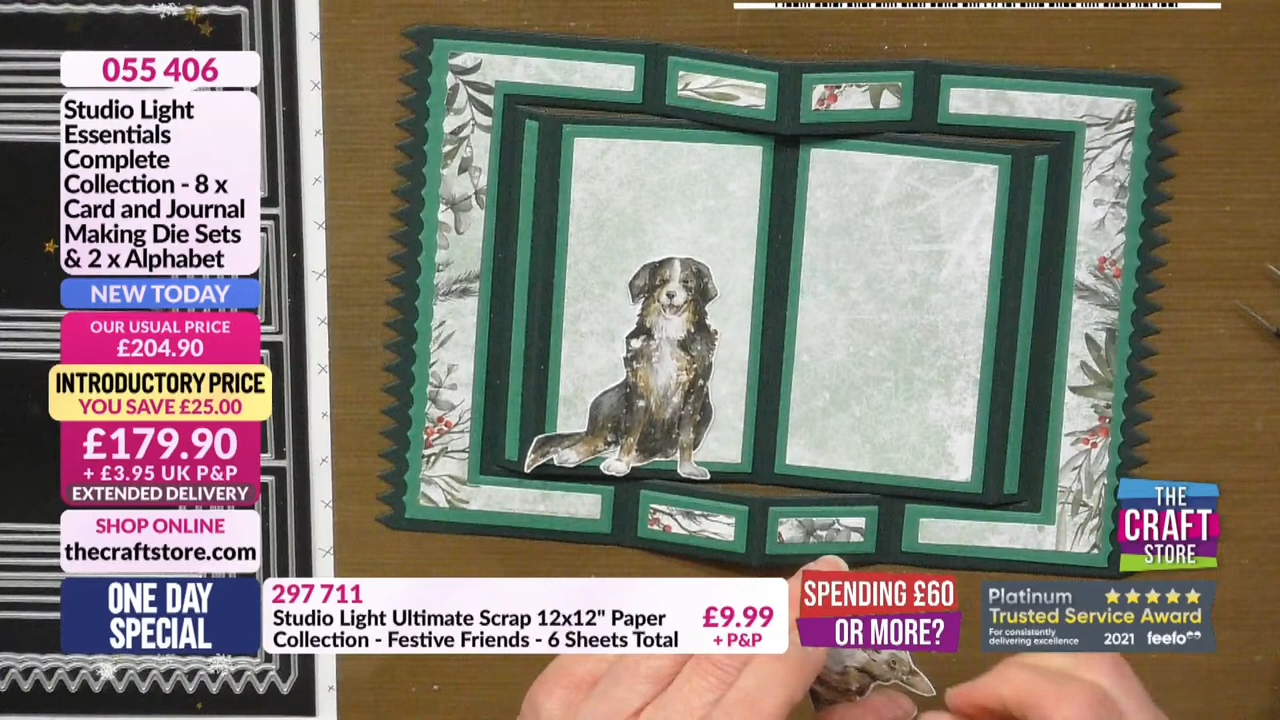 055 406
Studio Light
Essentials
Complete
Collection - 8 x
Card and Journal
Making Die Sets
& 2 x Alphabet
NEW TODAY
OUR USUAL PRICE
£204.90
INTRODUCTORY PRICE
YOU SAVE £25.00
£179.90
+ £3.95 UK P&P
EXTENDED DELIVERY
SHOP ONLINE
thecraftstore.com
ONE DAY
SPECIAL
297 711
Studio Light Ultimate Scrap 12x12" Paper
Collection - Festive Friends - 6 Sheets Total
£9.99
+ P&P
SPENDING £60
OR MORE?
THE
CRAFT
STORE
Platinum
Trusted Service Award
For consistently
delivering excellence
2021 feefo